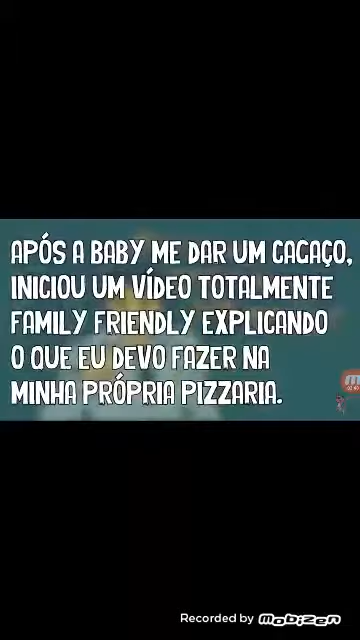 APÓS A BABY ME DAR UM CAGAÇO,
INICIOU UM VÍDEO TOTALMENTE
FAMILY FRIENDLY EXPLICANDO
O QUE EU DEVO FAZER NA
MINHA PRÓPRIA PIZZARIA.
Recorded by mobizen